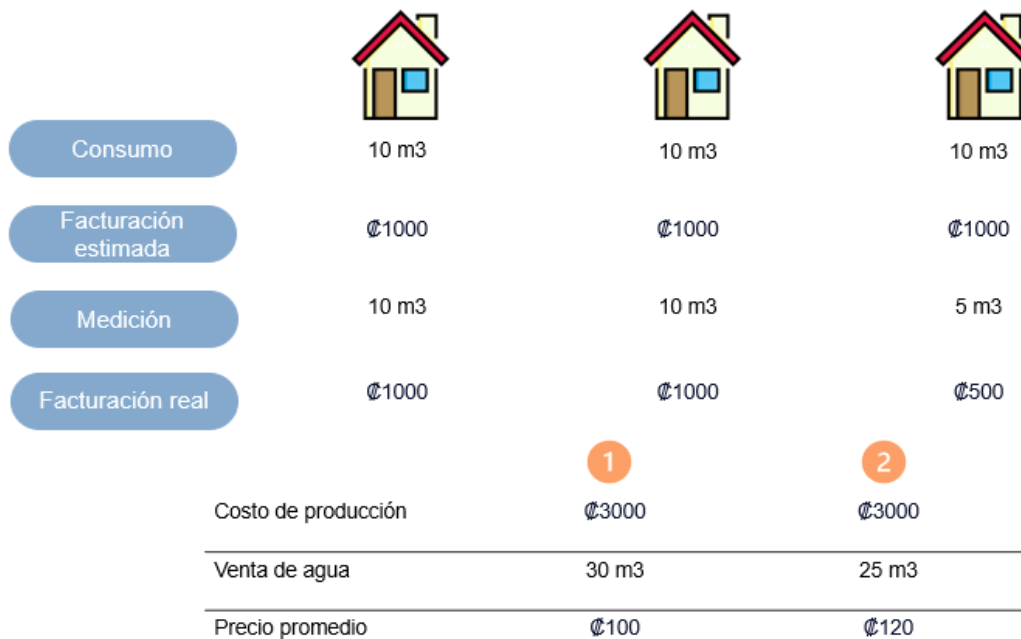 Consumo 10 m3 10 m3 10 m3
Facturación
estimada
₡1000 ₡1000 ₡1000
Medición 10 m3 10 m3 5 m3
Facturación real ₡1000 ₡1000 ₡500
1 2
Costo de producción ₡3000 ₡3000
Venta de agua 30 m3 25 m3
Precio promedio ₡100 ₡120